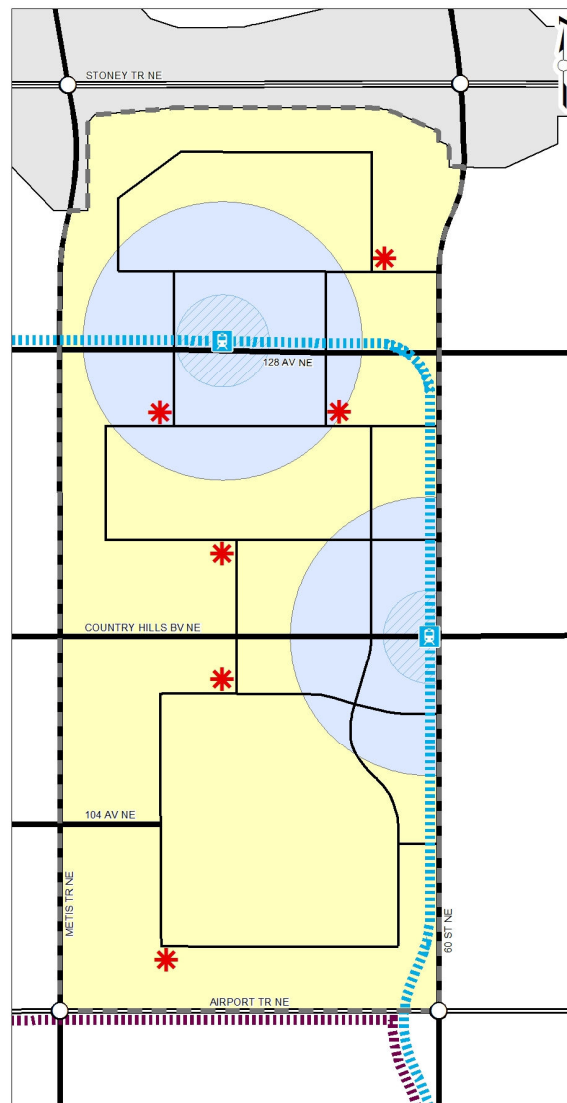 STONEY TR NE
128 AV NE
COUNTRY HILLS BV NE
104 AV NE
METIS TR NE
60 ST NE
AIRPORT TR NE